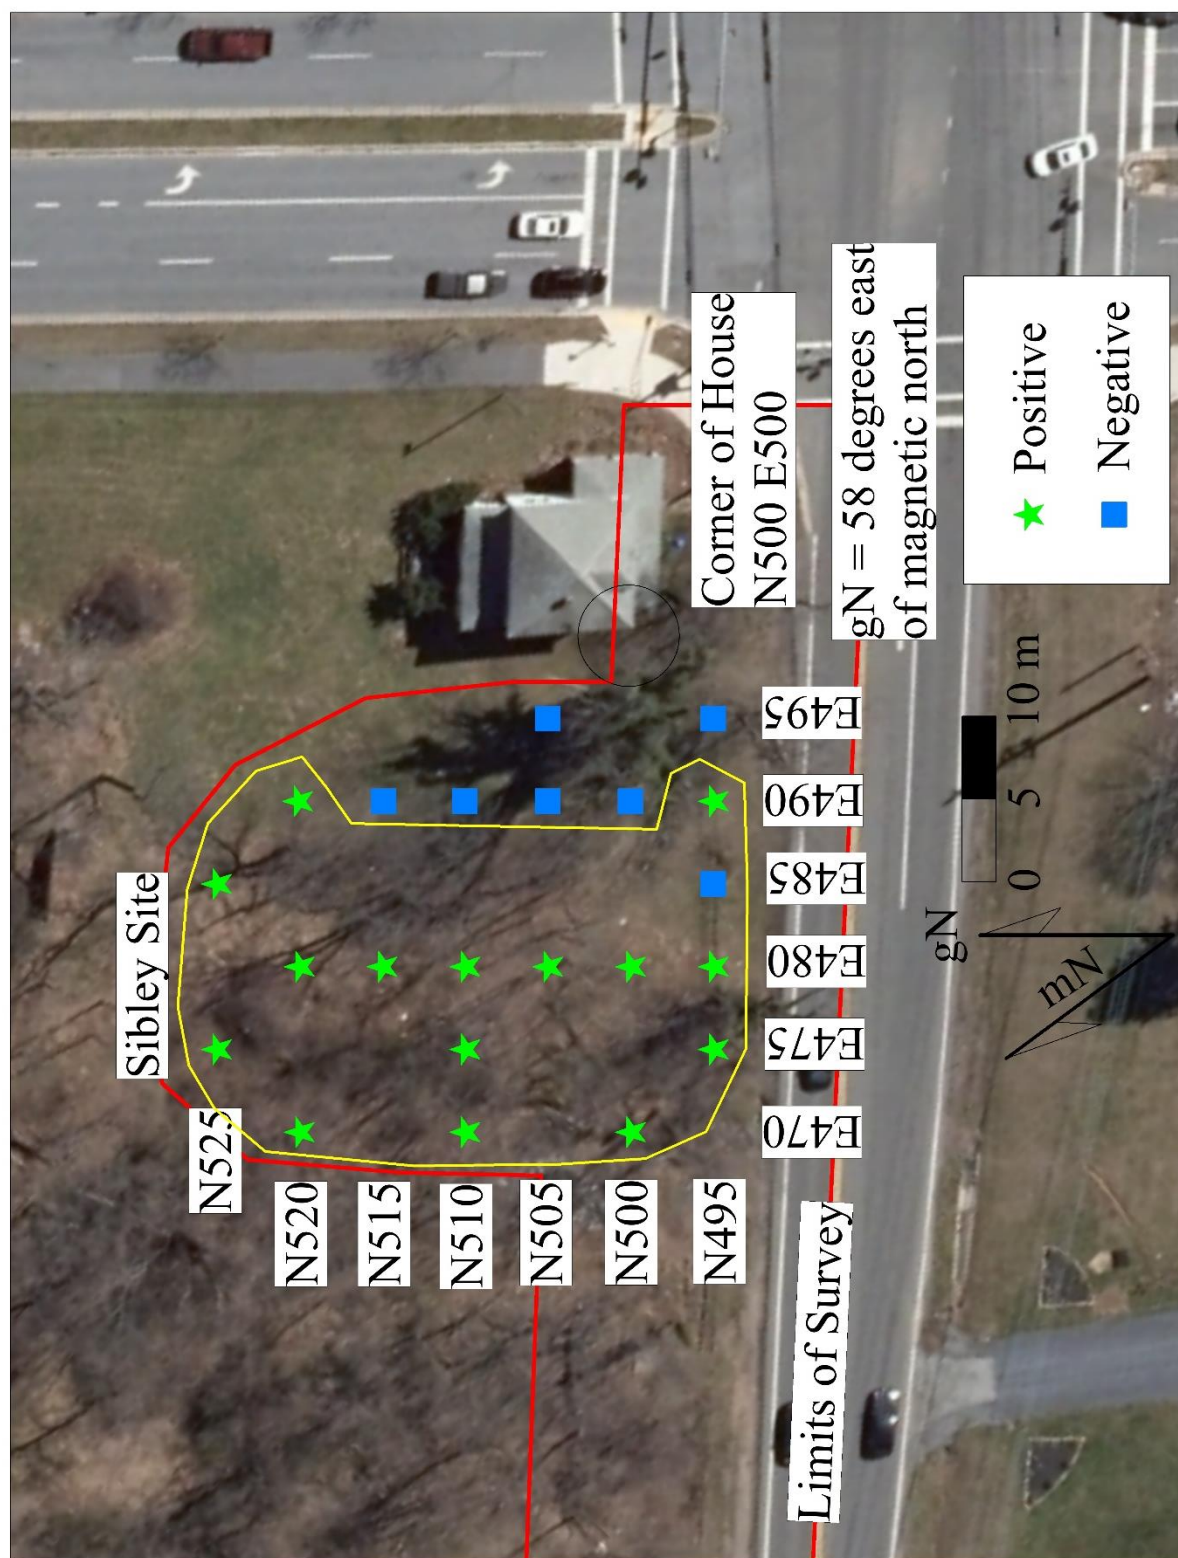 Sibley Site
N525
N520
N515
N510
N505
N500
N495
E470
E475
E480
E485
E490
E495
Corner of House
N500 E500
gN = 58 degrees east
of magnetic north
Positive
Negative
Limits of Survey
gN
mN
0
5
10 m